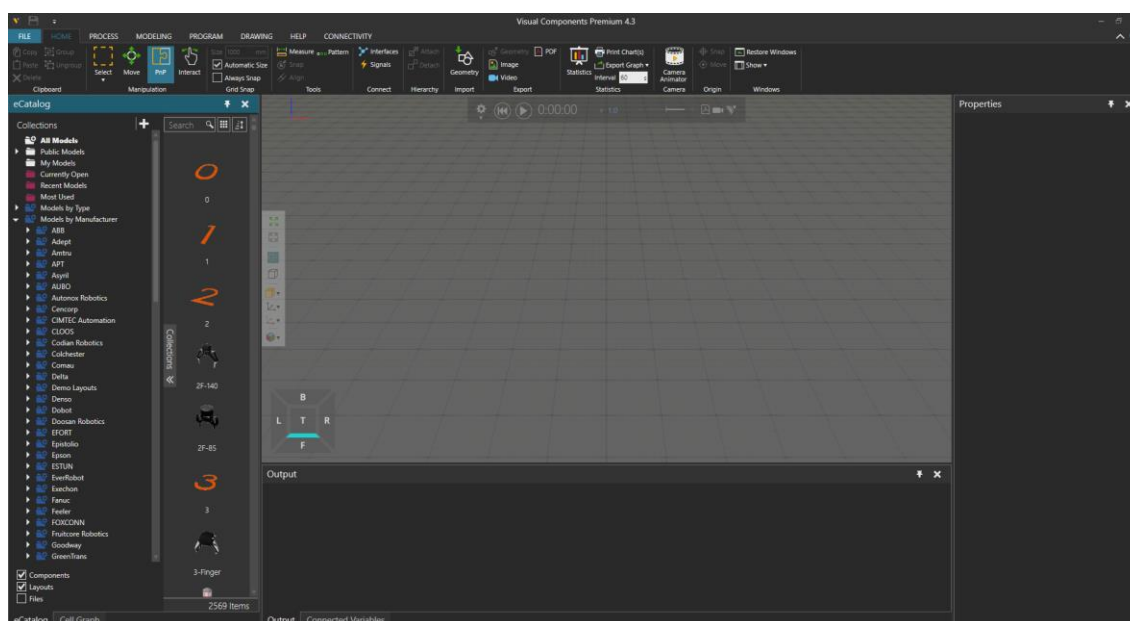 Visual Components Premium 4.3
FILE HOME PROCESS MODELING PROGRAM DRAWING HELP CONNECTIVITY
Copy Group
Paste Ungroup
Delete
Clipboard
Select Move PnP Interact
Manipulation
Size 1000 mm
Automatic Size
Always Snap
Grid Snap
Measure Pattern
Snap
Align
Tools
Interfaces
Signals
Connect
Attach
Detach
Hierarchy
Geometry
Import
Geometry PDF
Image
Video
Export
Statistics
Print Chart(s)
Export Graph
Interval 60 s
Statistics
Camera Animator
Camera
Snap
Move
Origin
Restore Windows
Show
Windows
eCatalog
Collections
Search
All Models
Public Models
My Models
Currently Open
Recent Models
Most Used
Models by Type
Models by Manufacturer
ABB
Adept
Amtru
APT
Asyril
AUBO
Autonox Robotics
Cencorp
CIMTEC Automation
CLOOS
Codian Robotics
Colchester
Comau
Delta
Demo Layouts
Denso
Dobot
Doosan Robotics
EFORT
Epistolio
Epson
ESTUN
EverRobot
Exechon
Fanuc
Feeler
FOXCONN
Fruitcore Robotics
Goodway
GreenTrans
Components
Layouts
Files
eCatalog Cell Graph
Collections
0
0
1
1
2
2
2F-140
2F-85
3
3
3-Finger
2569 Items
0:00:00
1.0
B
L T R
F
Output
Output Connected Variables
Properties